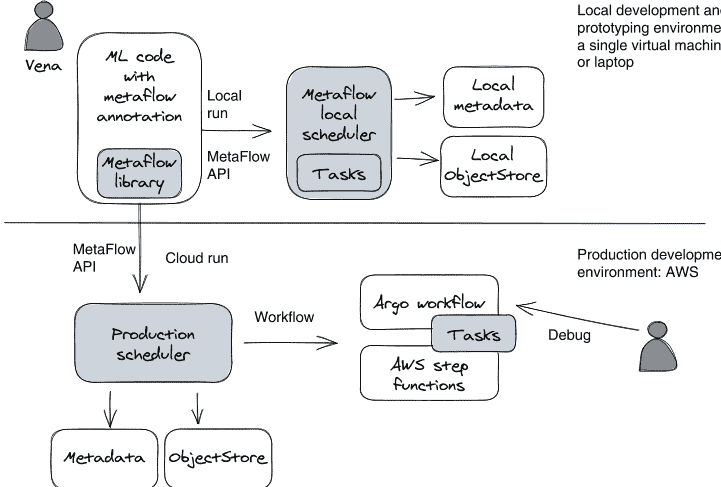 Vena
ML code
with
metaflow
annotation
Metaflow
library
Local
run
MetaFlow
API
Metaflow
local
scheduler
Tasks
Local
metadata
Local
ObjectStore
Local development an
prototyping environme
a single virtual machin
or laptop
MetaFlow
API
Cloud run
Production developme
environment: AWS
Production
scheduler
Workflow
Argo workflow
Tasks
AWS step
functions
Debug
Metadata
ObjectStore